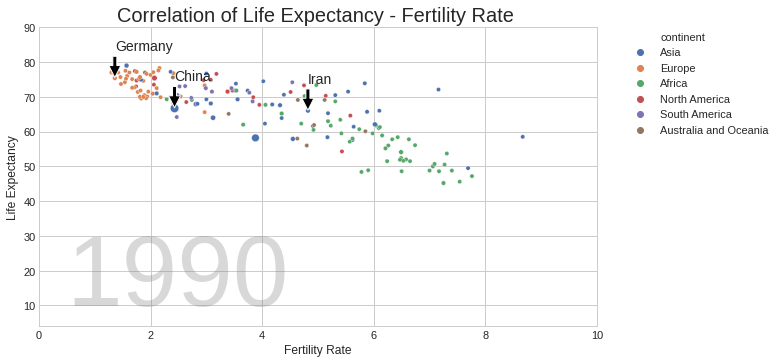 Correlation of Life Expectancy - Fertility Rate
90
80
70
60
50
40
30
20
10
Life Expectancy
Germany
China
Iran
1990
0
2
4
6
8
10
Fertility Rate
continent
Asia
Europe
Africa
North America
South America
Australia and Oceania